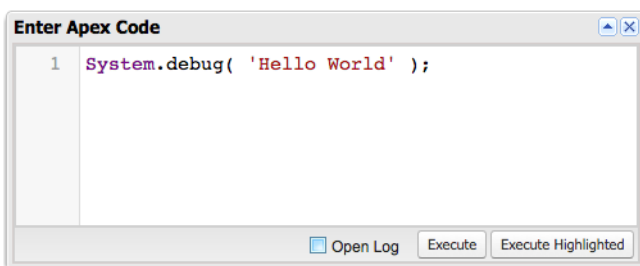 Enter Apex Code
1 System.debug( 'Hello World' );
Open Log Execute Execute Highlighted